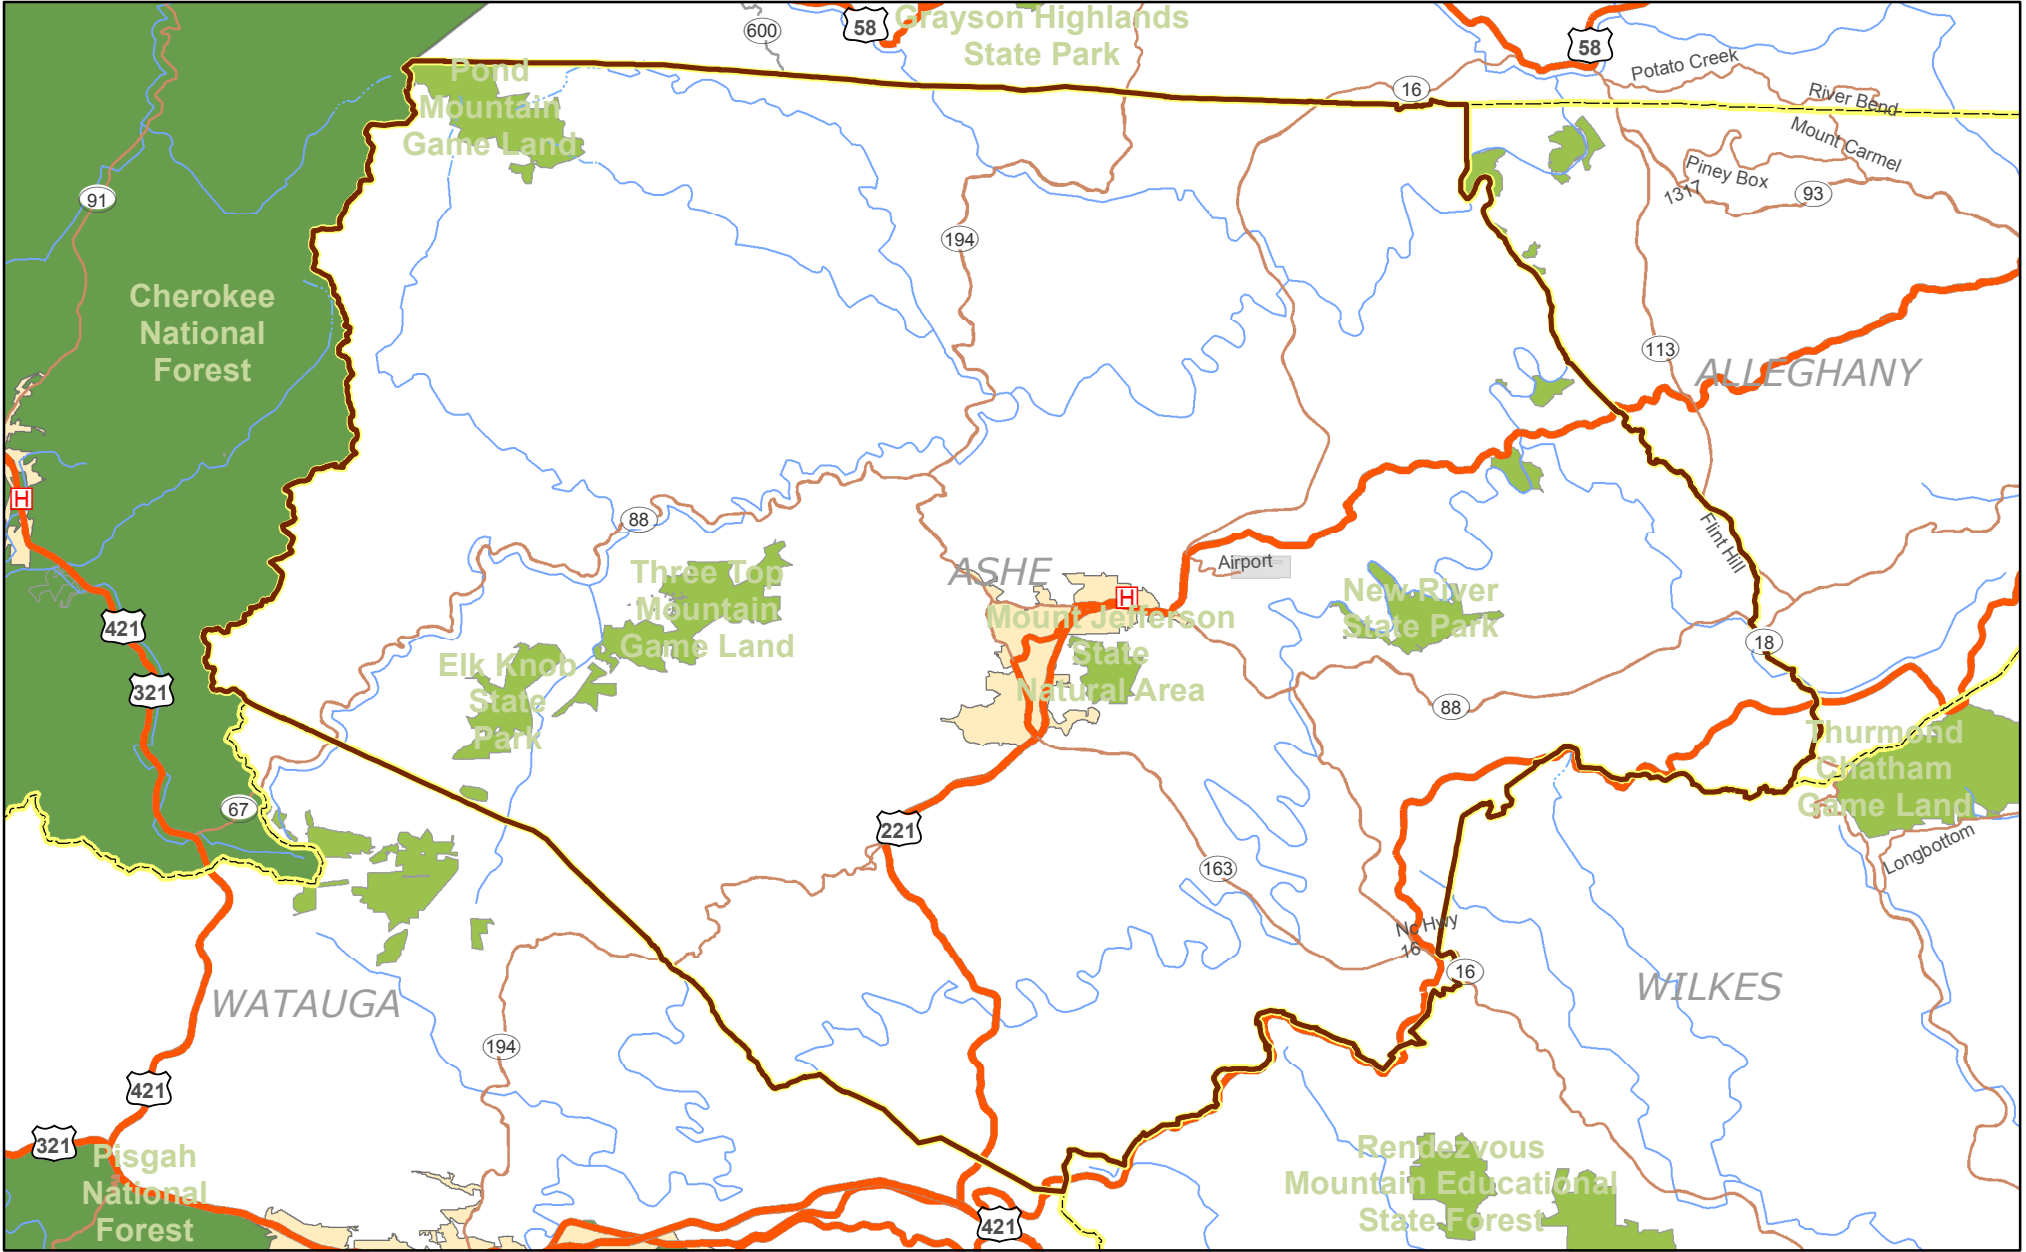 Grayson Highlands
State Park
600
58
58
Potato Creek
16
River Bend
Pond
Mountain
Game Land
Mount Carmel
Piney Box
1317
93
91
194
Cherokee
National
Forest
113
ALLEGHANY
H
88
Flint Hill
Airport
ASHE
Three Top
Mountain
Game Land
H
New River
State Park
Mount Jefferson
State
Natural Area
421
18
Elk Knob
State
Park
321
88
Thurmond
Chatham
Game Land
67
221
Longbottom
163
Nc Hwy
16
16
WATAUGA
WILKES
194
421
321
Pisgah
National
Forest
Rendezvous
Mountain Educational
State Forest
421